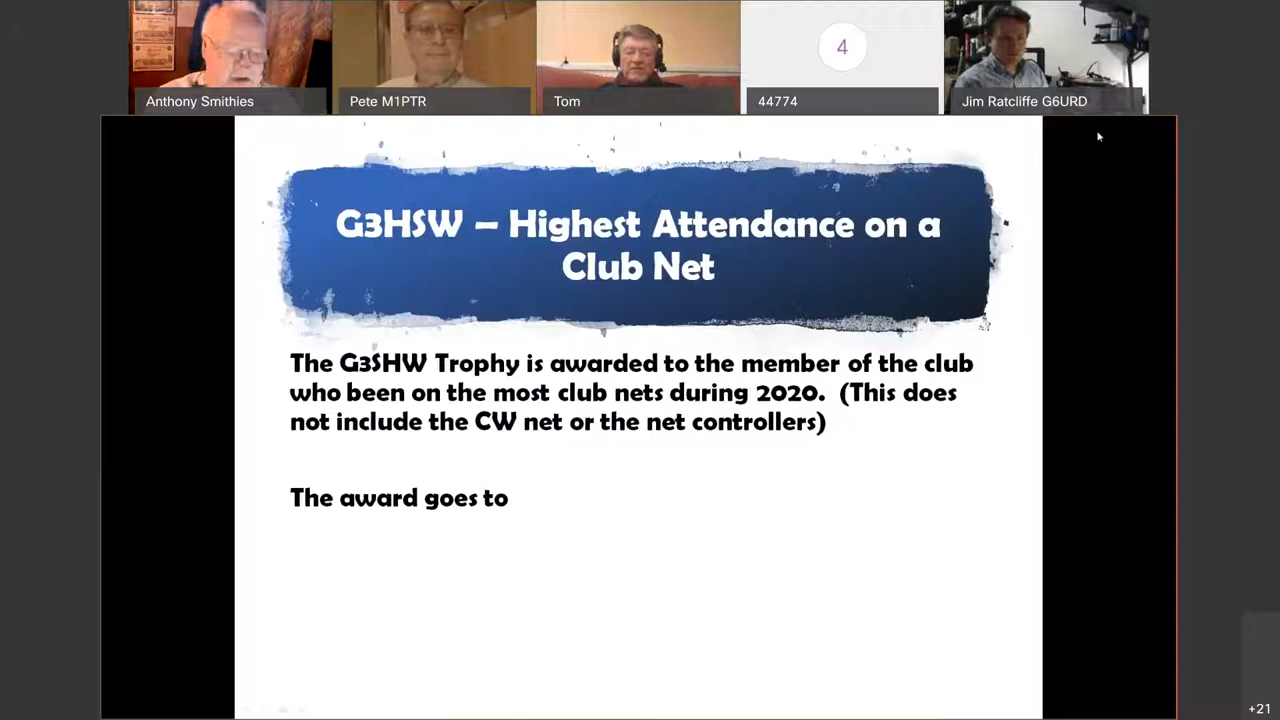 Anthony Smithies
Pete M1PTR
Tom
4
44774
Jim Ratcliffe G6URD
G3HSW – Highest Attendance on a
Club Net
The G3SHW Trophy is awarded to the member of the club
who been on the most club nets during 2020. (This does
not include the CW net or the net controllers)
The award goes to
+21